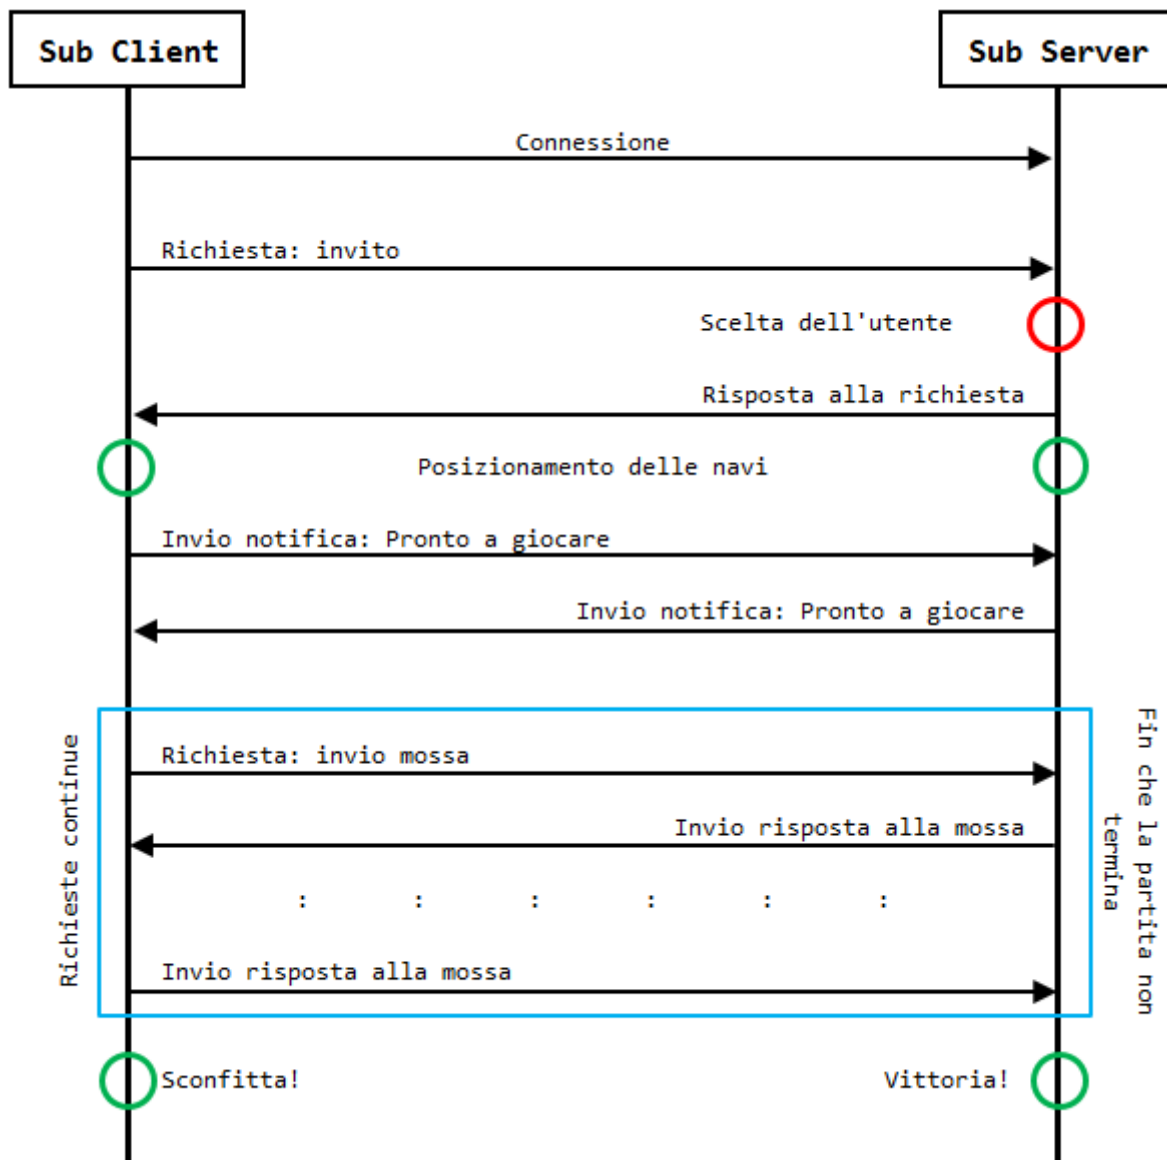 Sub Client
Sub Server
Connessione
Richiesta: invito
Scelta dell'utente
Risposta alla richiesta
Posizionamento delle navi
Invio notifica: Pronto a giocare
Invio notifica: Pronto a giocare
Richieste continue
Fin che la partita non
termina
Richiesta: invio mossa
Invio risposta alla mossa
: : : : : :
Invio risposta alla mossa
Sconfitta!
Vittoria!